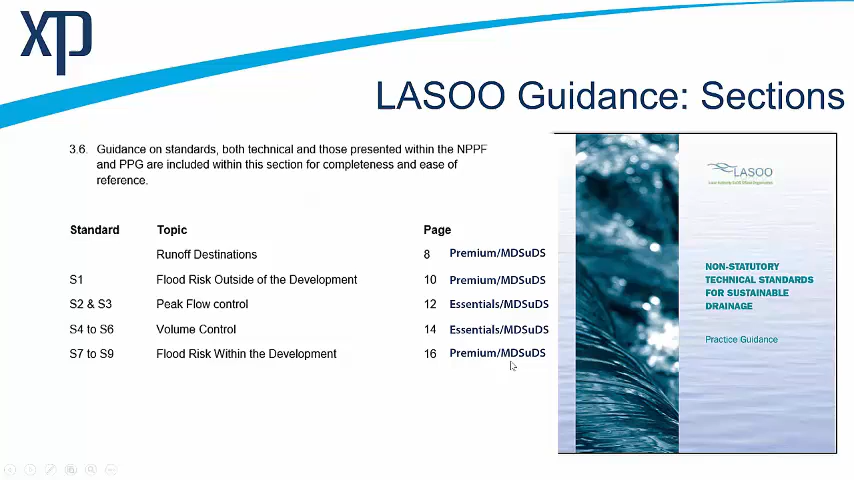 XP
LASOO Guidance: Sections
3.6. Guidance on standards, both technical and those presented within the NPPF
and PPG are included within this section for completeness and ease of
reference.
Standard Topic Page
Runoff Destinations 8 Premium/MDSuDS
S1 Flood Risk Outside of the Development 10 Premium/MDSuDS
S2 & S3 Peak Flow control 12 Essentials/MDSuDS
S4 to S6 Volume Control 14 Essentials/MDSuDS
S7 to S9 Flood Risk Within the Development 16 Premium/MDSuDS
LASOO
NON-STATUTORY
TECHNICAL STANDARDS
FOR SUSTAINABLE
DRAINAGE
Practice Guidance